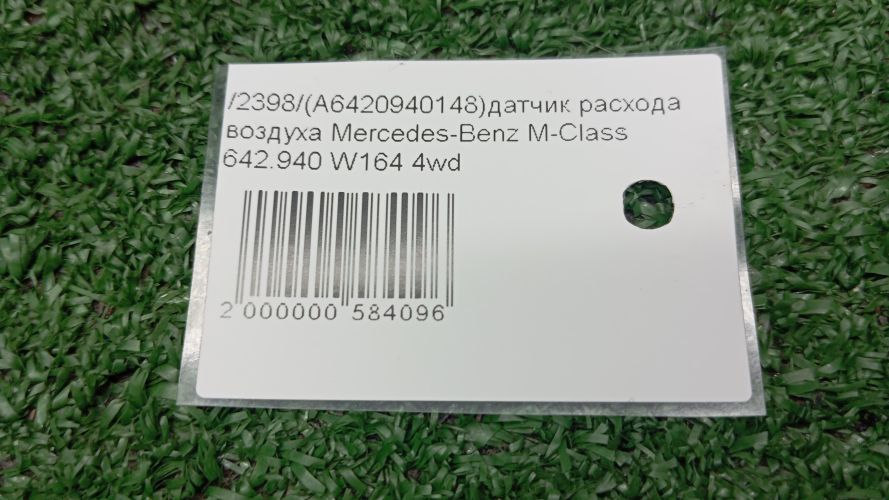 /2398/(A6420940148)датчик расхода
воздуха Mercedes-Benz M-Class
642.940 W164 4wd
2 000000 584096